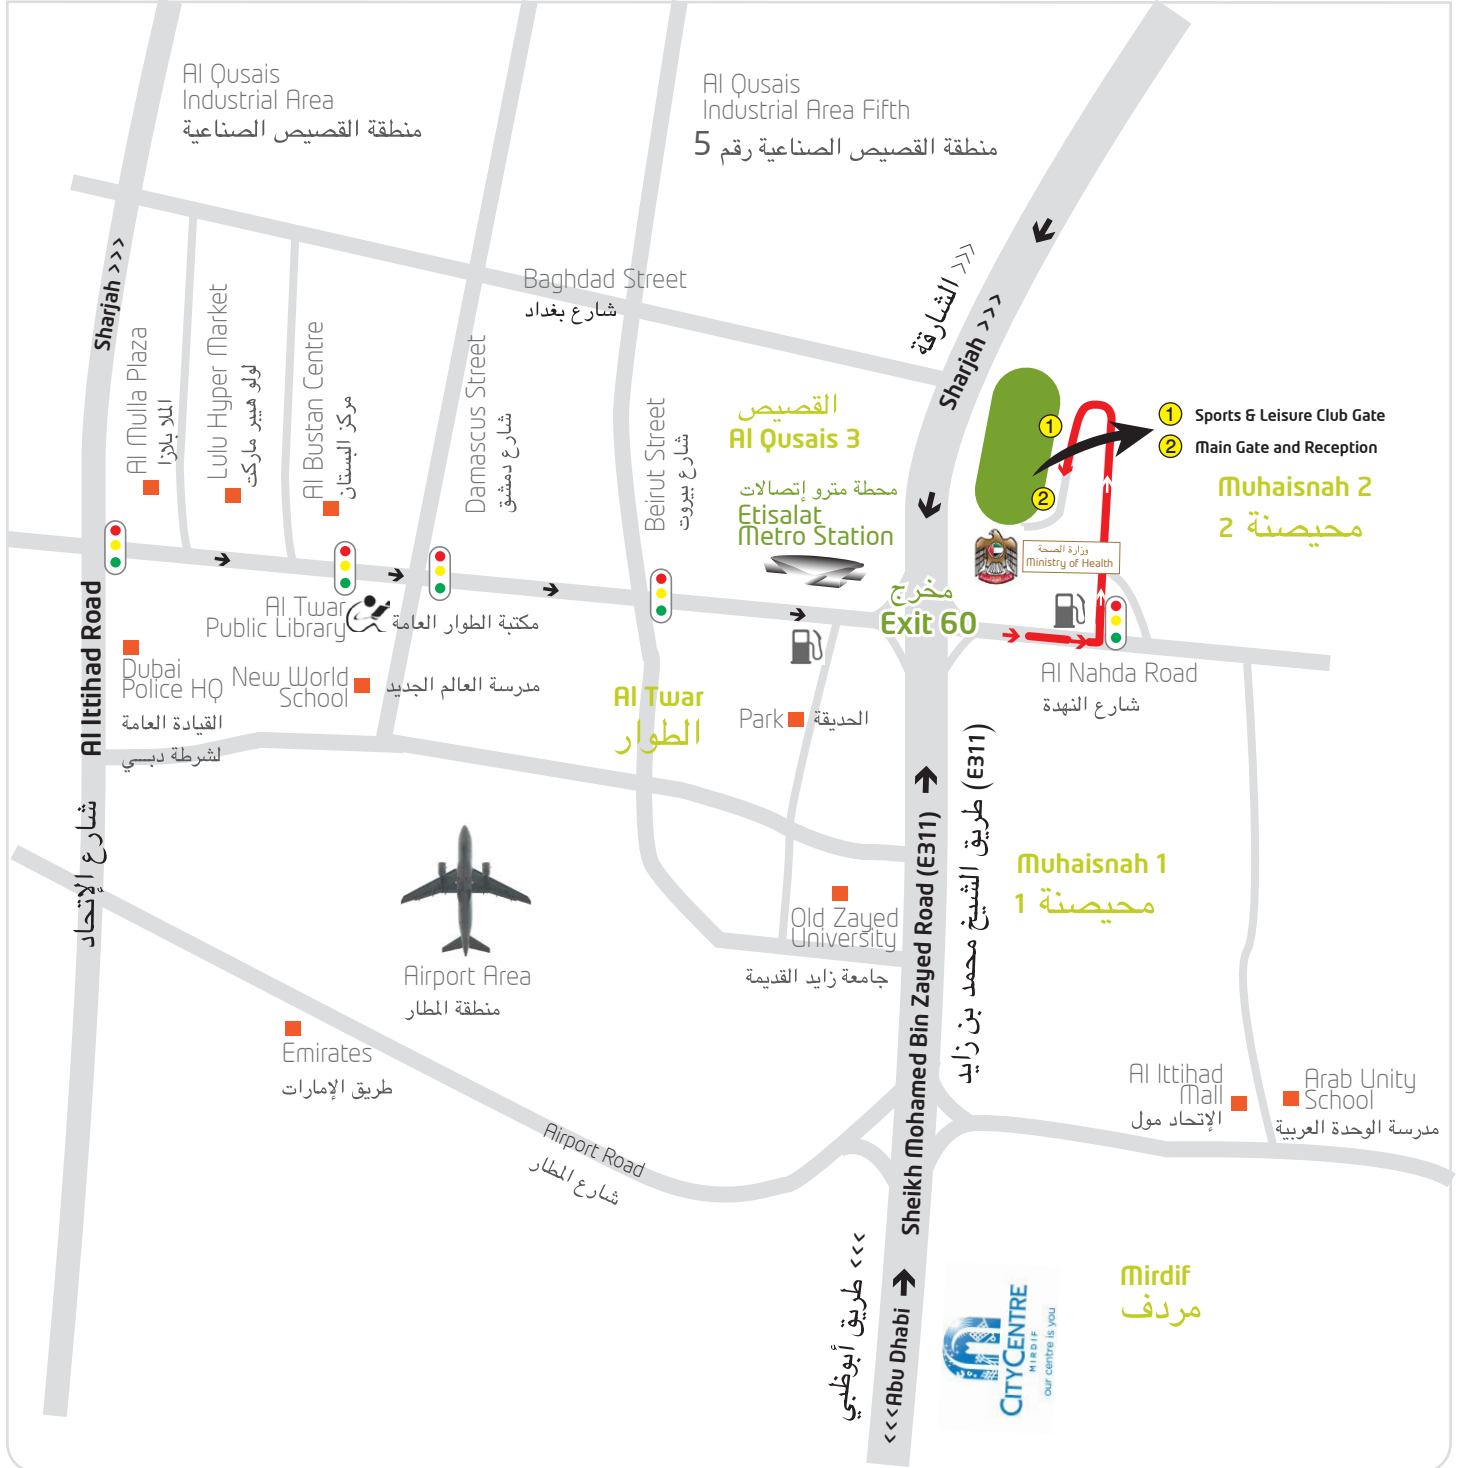 Al Qusais
Industrial Area
منطقة القصيص الصناعية
Al Qusais
Industrial Area Fifth
منطقة القصيص الصناعية رقم 5
Baghdad Street
شارع بغداد
الشارقة >>>
Sharjah >>>
Sharjah >>>
Al Mulla Plaza
الملا بلازا
Lulu Hyper Market
لولو هيبر ماركت
Al Bustan Centre
مركز البستان
Damascus Street
شارع دمشق
Beirut Street
شارع بيروت
القصيص
Al Qusais 3
محطة مترو إتصالات
Etisalat
Metro Station
1
2
1 Sports & Leisure Club Gate
2 Main Gate and Reception
Muhaisnah 2
محيصنة 2
وزارة الصحة
Ministry of Health
مخرج
Exit 60
Al Twar
Public Library
مكتبة الطوار العامة
Al Ittihad Road
شارع الإتحاد
Dubai
Police HQ
القيادة العامة
لشرطة دبـــي
New World
School
مدرسة العالم الجديد
Al Twar
الطوار
Park
الحديقة
Al Nahda Road
شارع النهدة
Sheikh Mohamed Bin Zayed Road (E311)
طريق الشيخ محمد بن زايد (E311)
Muhaisnah 1
محيصنة 1
Old Zayed
University
جامعة زايد القديمة
Airport Area
منطقة المطار
Emirates
طريق الإمارات
Airport Road
شارع المطار
Al Ittihad
Mall
الإتحاد مول
Arab Unity
School
مدرسة الوحدة العربية
Mirdif
مردف
طريق أبوظبي >>>
<<<Abu Dhabi
CITY CENTRE
MIRDIF
our centre is you